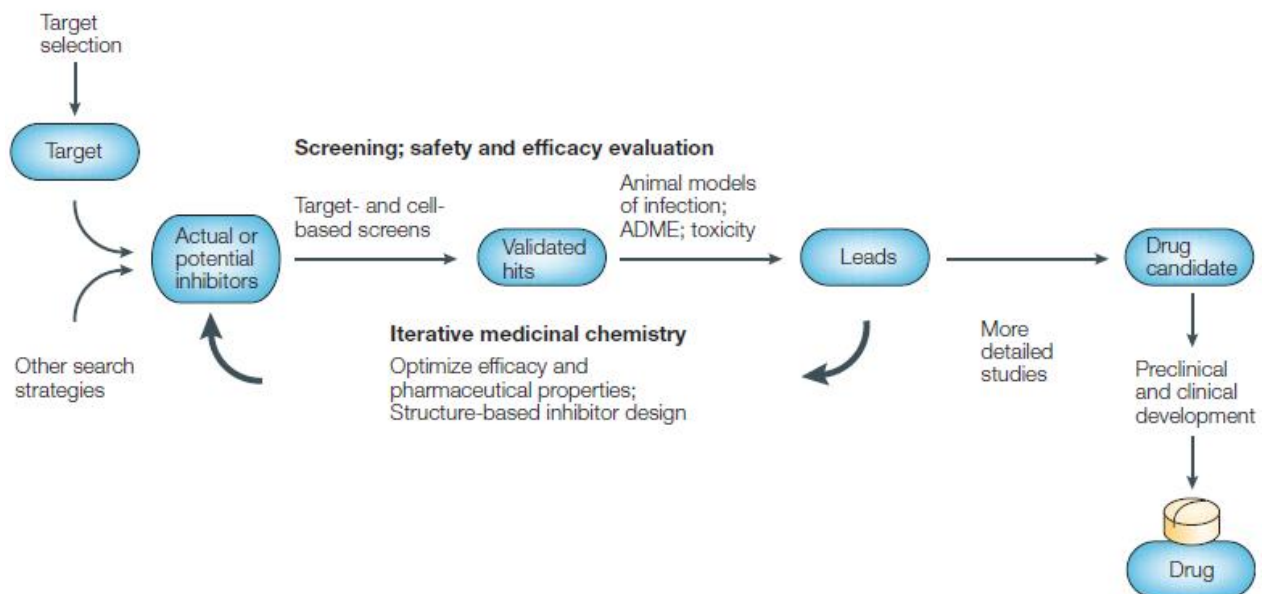 Target
selection
Target
Screening; safety and efficacy evaluation
Target- and cell-
based screens
Animal models
of infection;
ADME; toxicity
Actual or
potential
inhibitors
Validated
hits
Leads
Drug
candidate
Other search
strategies
Iterative medicinal chemistry
Optimize efficacy and
pharmaceutical properties;
Structure-based inhibitor design
More
detailed
studies
Preclinical
and clinical
development
Drug